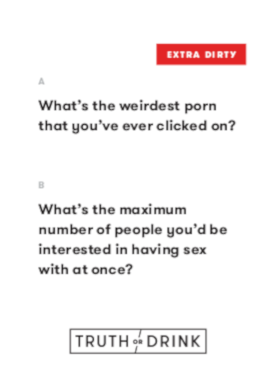 EXTRA DIRTY
A
What's the weirdest porn
that you've ever clicked on?
B
What's the maximum
number of people you'd be
interested in having sex
with at once?
TRUTH or DRINK